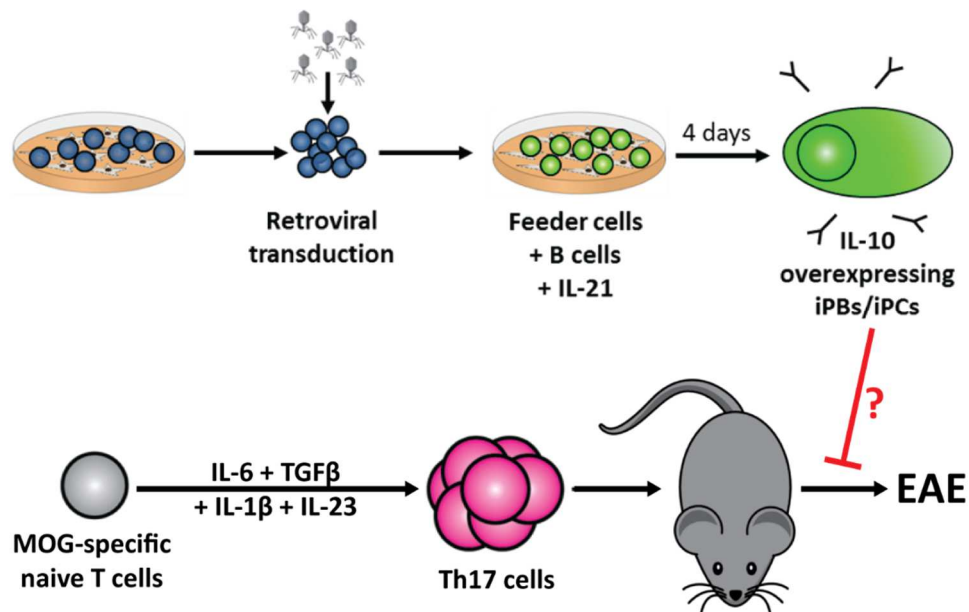 4 days
Retroviral
transduction
Feeder cells
+ B cells
+ IL-21
IL-10
overexpressing
iPBs/iPCs
?
IL-6 + TGFβ
+ IL-1β + IL-23
EAE
MOG-specific
naive T cells
Th17 cells